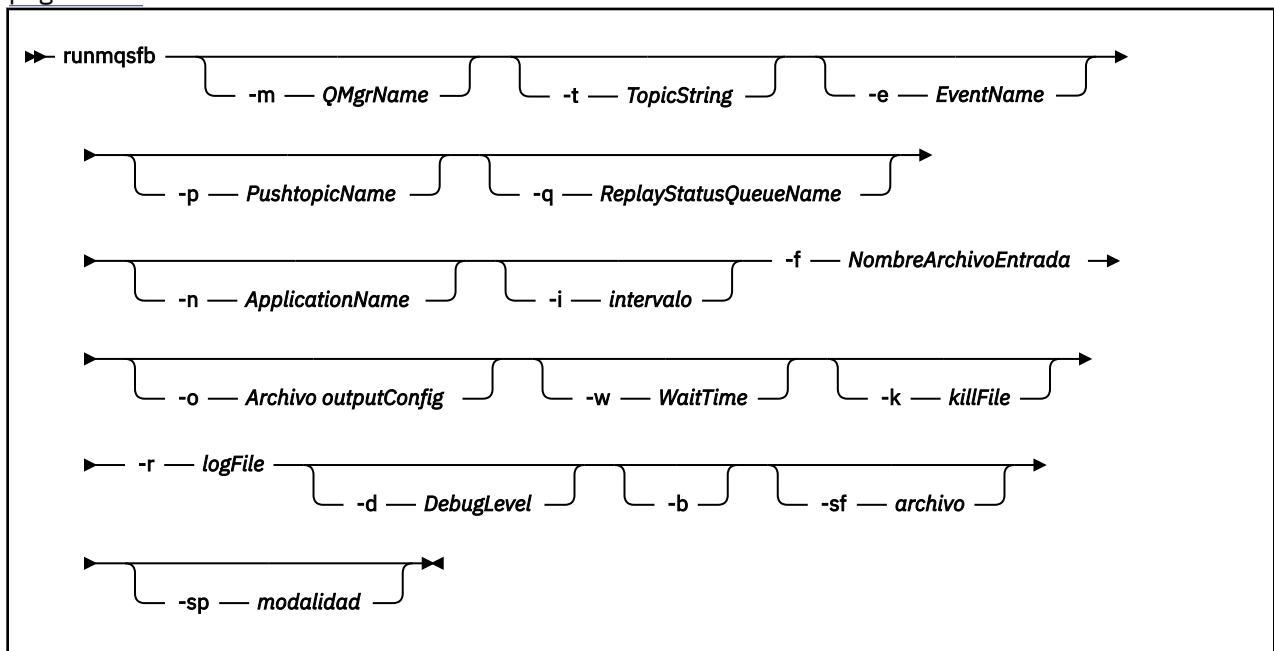 runmqsfb
-m QMgrName -t TopicString -e EventName
-p PushtopicName -q ReplayStatusQueueName
-f NombreArchivoEntrada
-n ApplicationName -i intervalo
-o Archivo outputConfig -w WaitTime -k killFile
-r logFile
-d DebugLevel -b -sf archivo
-sp modalidad